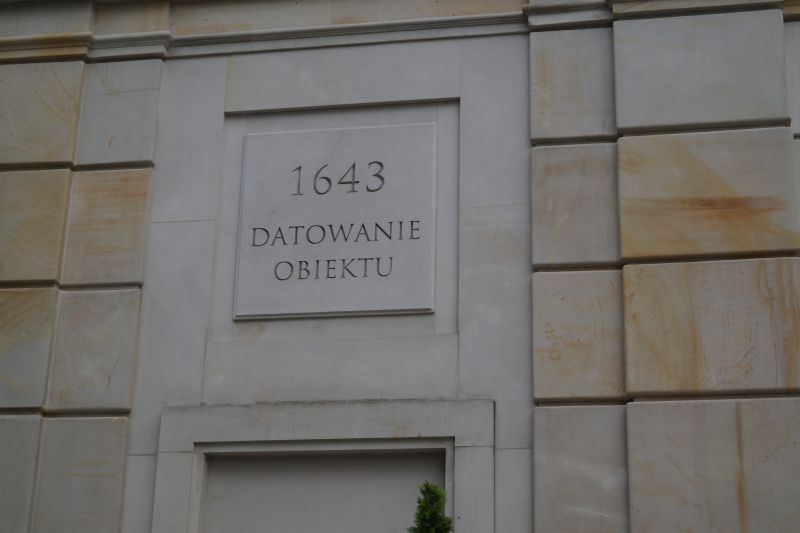 1643
DATOWANIE
OBIEKTU